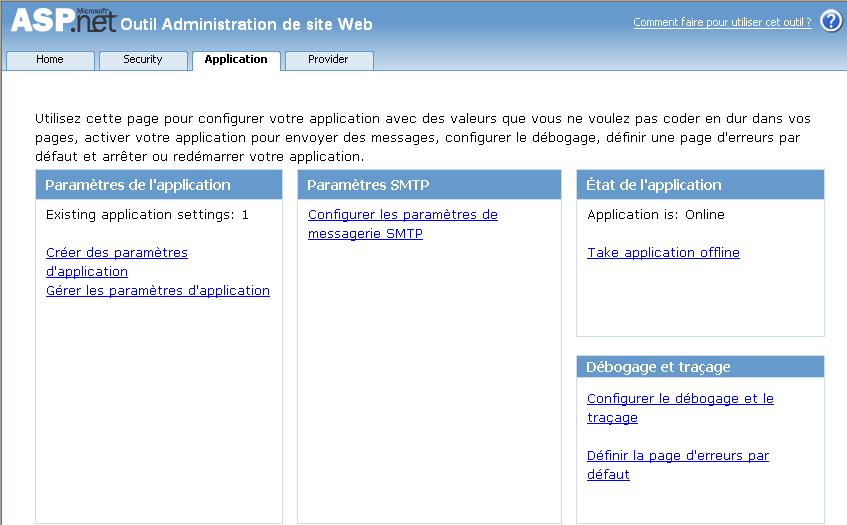 Microsoft
ASP.net Outil Administration de site Web
Comment faire pour utiliser cet outil ?
?
Home Security Application Provider
Utilisez cette page pour configurer votre application avec des valeurs que vous ne voulez pas coder en dur dans vos
pages, activer votre application pour envoyer des messages, configurer le débogage, définir une page d'erreurs par
défaut et arrêter ou redémarrer votre application.
Paramètres de l'application
Existing application settings: 1
Créer des paramètres
d'application
Gérer les paramètres d'application
Paramètres SMTP
Configurer les paramètres de
messagerie SMTP
État de l'application
Application is: Online
Take application offline
Débogage et traçage
Configurer le débogage et le
traçage
Définir la page d'erreurs par
défaut